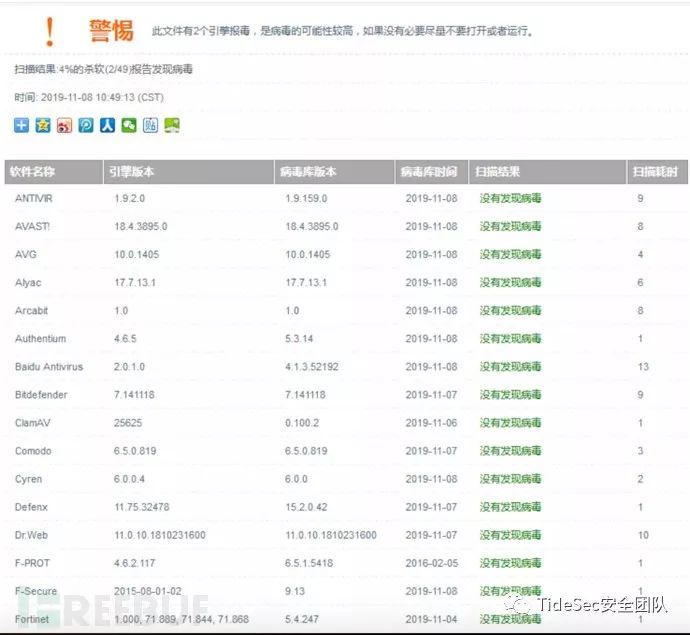 ! 警惕 此文件有2个引擎报毒，是病毒的可能性较高，如果没有必要尽量不要打开或者运行。
扫描结果:4%的杀软(2/49)报告发现病毒
时间: 2019-11-08 10:49:13 (CST)
软件名称 引擎版本 病毒库版本 病毒库时间 扫描结果 扫描耗时
ANTIVIR 1.9.2.0 1.9.159.0 2019-11-08 没有发现病毒 9
AVAST! 18.4.3895.0 18.4.3895.0 2019-11-08 没有发现病毒 8
AVG 10.0.1405 10.0.1405 2019-11-08 没有发现病毒 4
Alyac 17.7.13.1 17.7.13.1 2019-11-08 没有发现病毒 6
Arcabit 1.0 1.0 2019-11-08 没有发现病毒 8
Authentium 4.6.5 5.3.14 2019-11-08 没有发现病毒 1
Baidu Antivirus 2.0.1.0 4.1.3.52192 2019-11-08 没有发现病毒 13
Bitdefender 7.141118 7.141118 2019-11-07 没有发现病毒 9
ClamAV 25625 0.100.2 2019-11-06 没有发现病毒 1
Comodo 6.5.0.819 6.5.0.819 2019-11-07 没有发现病毒 3
Cyren 6.0.0.4 6.0.0 2019-11-08 没有发现病毒 2
Defenx 11.75.32478 15.2.0.42 2019-11-07 没有发现病毒 1
Dr.Web 11.0.10.1810231600 11.0.10.1810231600 2019-11-07 没有发现病毒 10
F-PROT 4.6.2.117 6.5.1.5418 2016-02-05 没有发现病毒 1
F-Secure 2015-08-01-02 9.13 2019-11-08 没有发现病毒 1
Fortinet 1.000, 71.889, 71.844, 71.868 5.4.247 2019-11-04 没有发现病毒 1
FREEBUF
TideSec安全团队